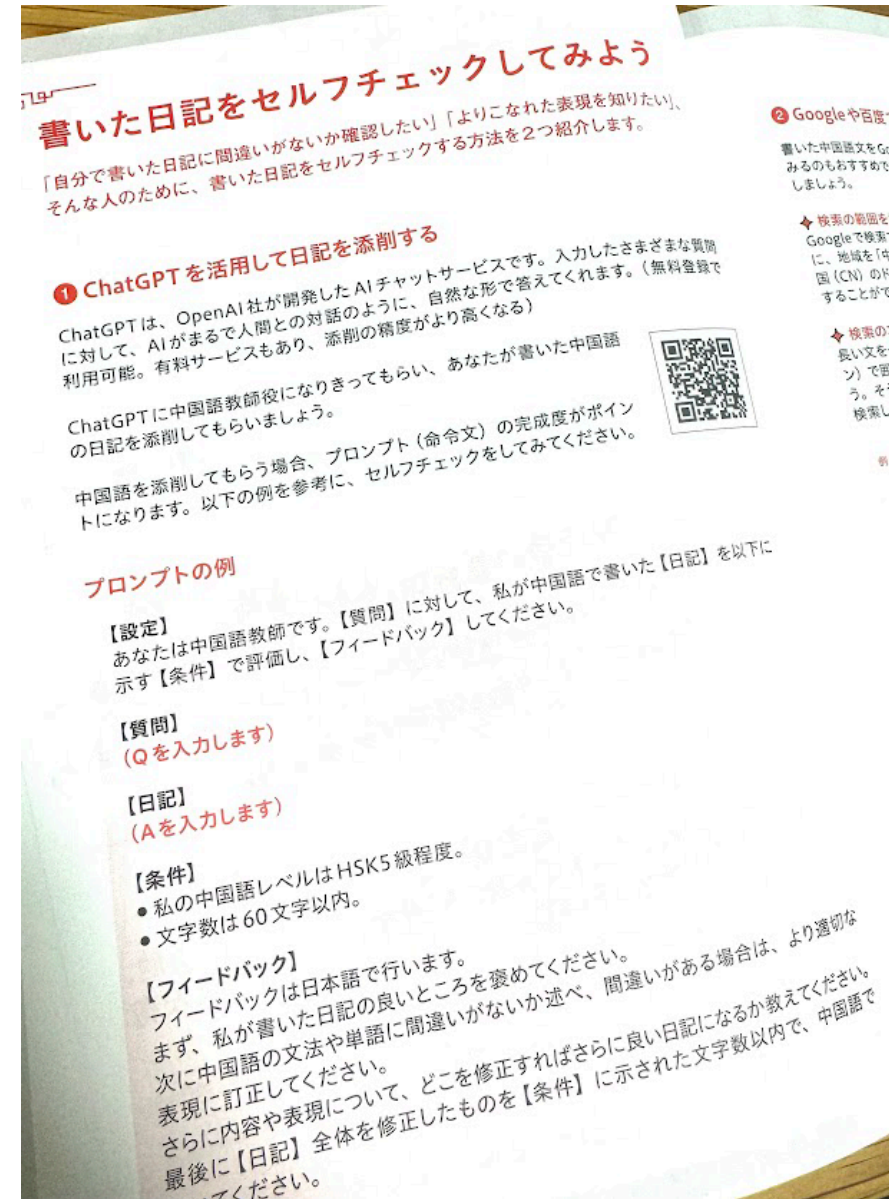 書いた日記をセルフチェックしてみよう
「自分で書いた日記に間違いがないか確認したい」「よりこなれた表現を知りたい」、
そんな人のために、書いた日記をセルフチェックする方法を2つ紹介します。
❶ ChatGPTを活用して日記を添削する
ChatGPTは、OpenAI社が開発したAIチャットサービスです。入力したさまざまな質問
に対して、AIがまるで人間との対話のように、自然な形で答えてくれます。（無料登録で
利用可能。有料サービスもあり、添削の精度がより高くなる）
ChatGPTに中国語教師役になりきってもらい、あなたが書いた中国語
の日記を添削してもらいましょう。
中国語を添削してもらう場合、プロンプト（命令文）の完成度がポイン
トになります。以下の例を参考に、セルフチェックをしてみてください。
プロンプトの例
【設定】
あなたは中国語教師です。【質問】に対して、私が中国語で書いた【日記】を以下に
示す【条件】で評価し、【フィードバック】してください。
【質問】
（Qを入力します）
【日記】
（Aを入力します）
【条件】
● 私の中国語レベルはHSK5級程度。
● 文字数は60文字以内。
【フィードバック】
フィードバックは日本語で行います。
まず、私が書いた日記の良いところを褒めてください。
次に中国語の文法や単語に間違いがないか述べ、間違いがある場合は、より適切な
表現に訂正してください。
さらに内容や表現について、どこを修正すればさらに良い日記になるか教えてください。
最後に【日記】全体を修正したものを【条件】に示された文字数以内で、中国語で
てください。
❷ Googleや百度
書いた中国語文をGo
みるのもおすすめで
しましょう。
検索の範囲を
Googleで検索
に、地域を「中
国（CN）のド
することがで
検索の
長い文を
ン）で囲
う。そ
検索し
例